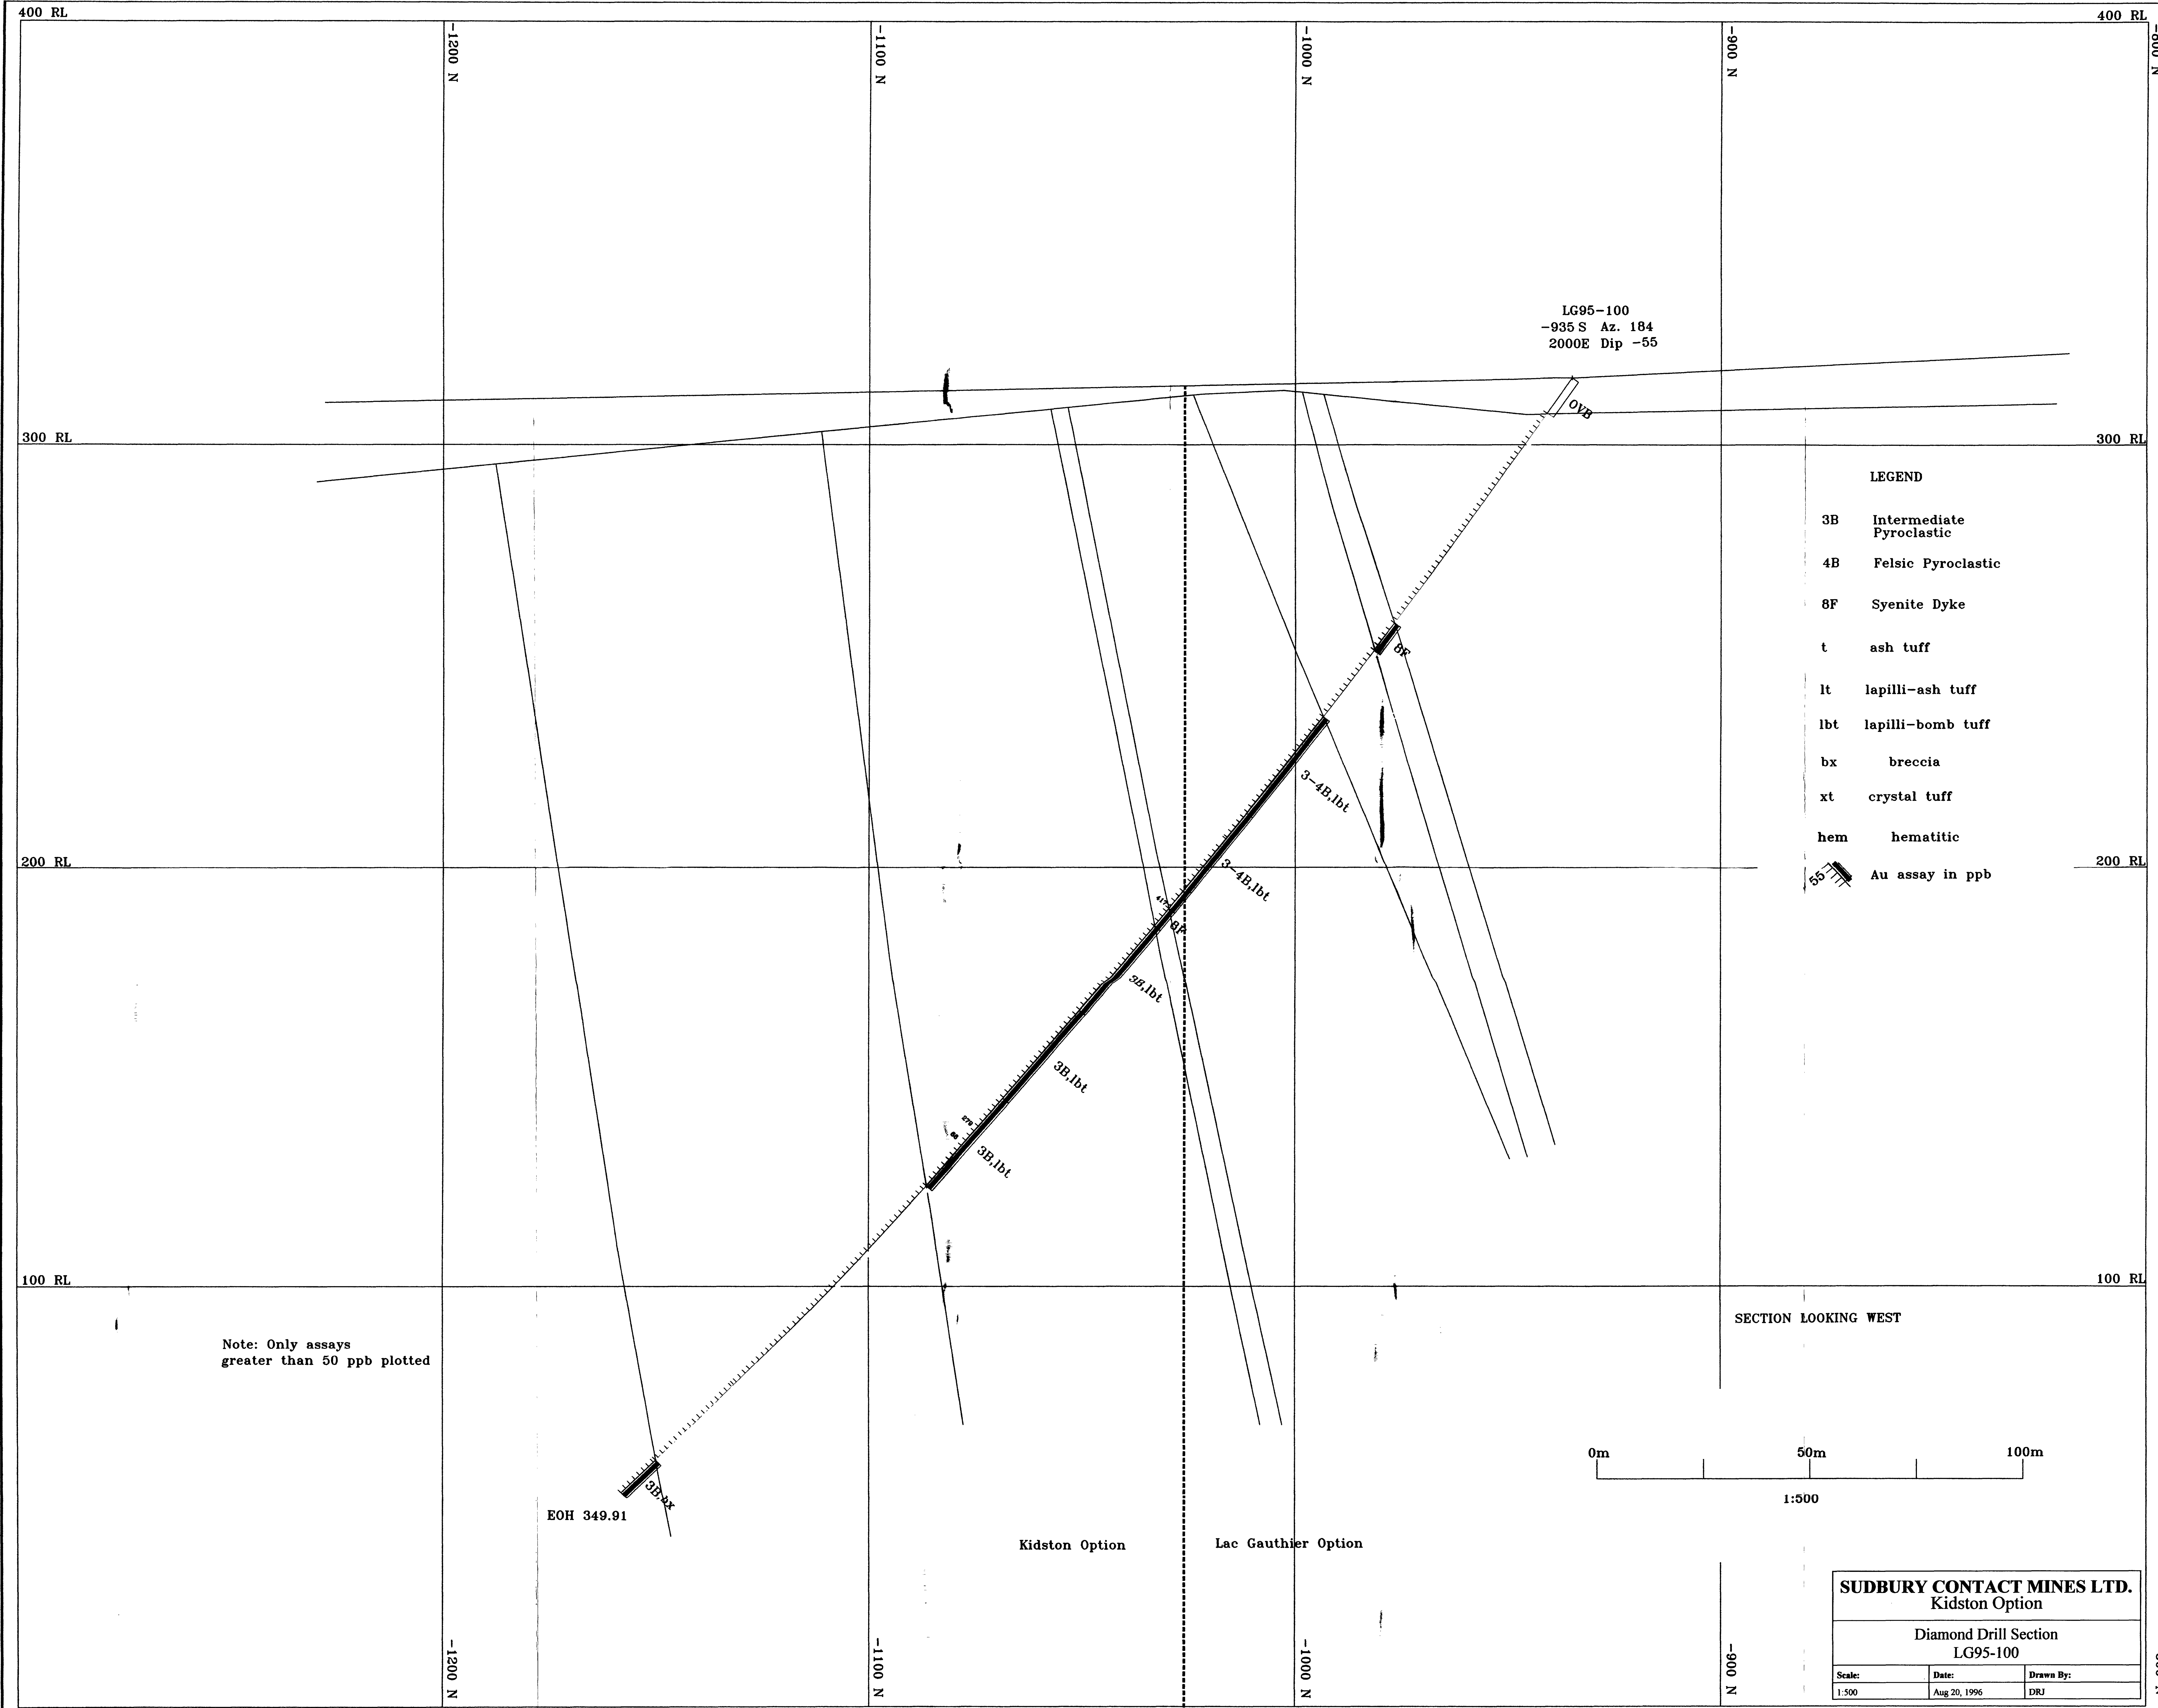 400 RL
400 RL
-1200 N
-1100 N
-1000 N
-900 N
-800 N
LG95-100
-935 S Az. 184
2000E Dip -55
OVB
300 RL
300 RL
LEGEND
3B Intermediate
Pyroclastic
4B Felsic Pyroclastic
8F Syenite Dyke
t ash tuff
lt lapilli-ash tuff
lbt lapilli-bomb tuff
bx breccia
xt crystal tuff
hem hematitic
55 Au assay in ppb
8F
3-4B,lbt
200 RL
200 RL
3-4B,lbt
8F
3B,lbt
3B,lbt
279
3B,lbt
100 RL
100 RL
SECTION LOOKING WEST
Note: Only assays
greater than 50 ppb plotted
0m 50m 100m
1:500
3B,bx
EOH 349.91
Kidston Option
Lac Gauthier Option
SUDBURY CONTACT MINES LTD.
Kidston Option
Diamond Drill Section
LG95-100
Scale: Date: Drawn By:
1:500 Aug 20, 1996 DRJ
-1200 N
-1100 N
-1000 N
-900 N